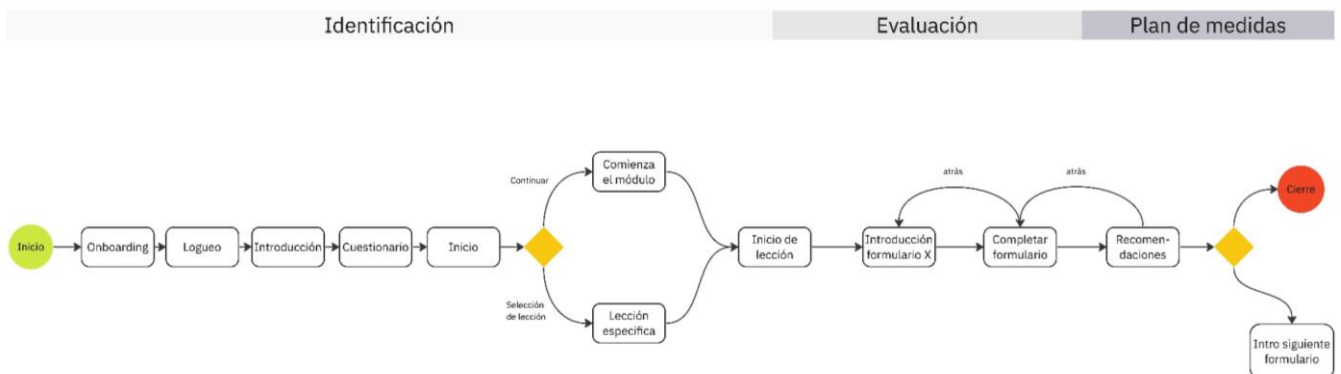 Identificación
Evaluación
Plan de medidas
Inicio
Onboarding
Logueo
Introducción
Cuestionario
Inicio
Continuar
Selección
de lección
Comienza
el módulo
Lección
especifica
Inicio de
lección
Introducción
formulario X
atrás
Completar
formulario
atrás
Recomen-
daciones
Cierre
Intro siguiente
formulario